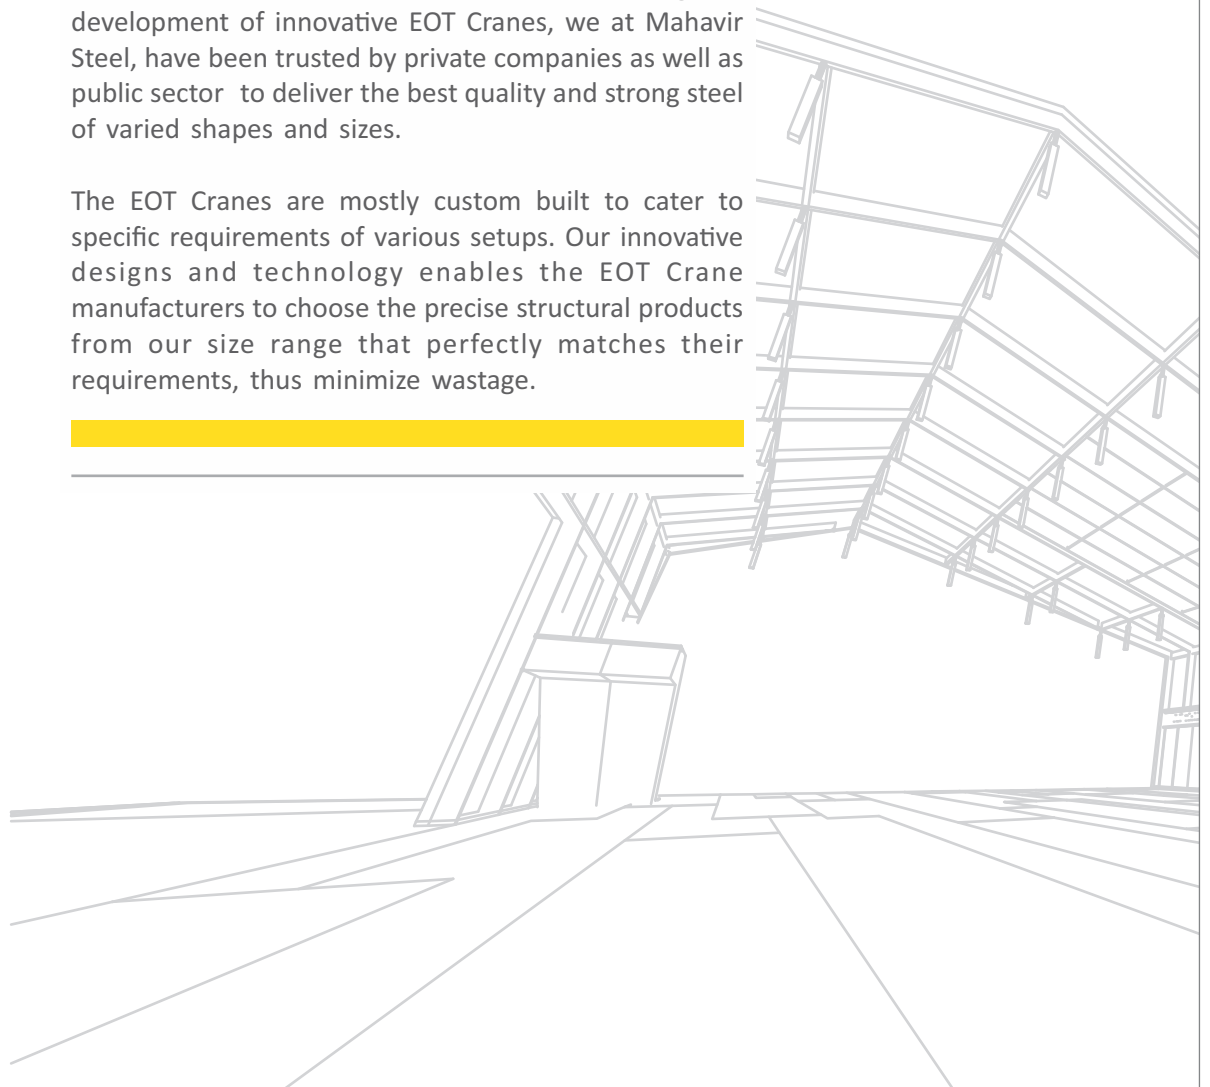 development of innovative EOT Cranes, we at Mahavir
Steel, have been trusted by private companies as well as
public sector to deliver the best quality and strong steel
of varied shapes and sizes.
The EOT Cranes are mostly custom built to cater to
specific requirements of various setups. Our innovative
designs and technology enables the EOT Crane
manufacturers to choose the precise structural products
from our size range that perfectly matches their
requirements, thus minimize wastage.